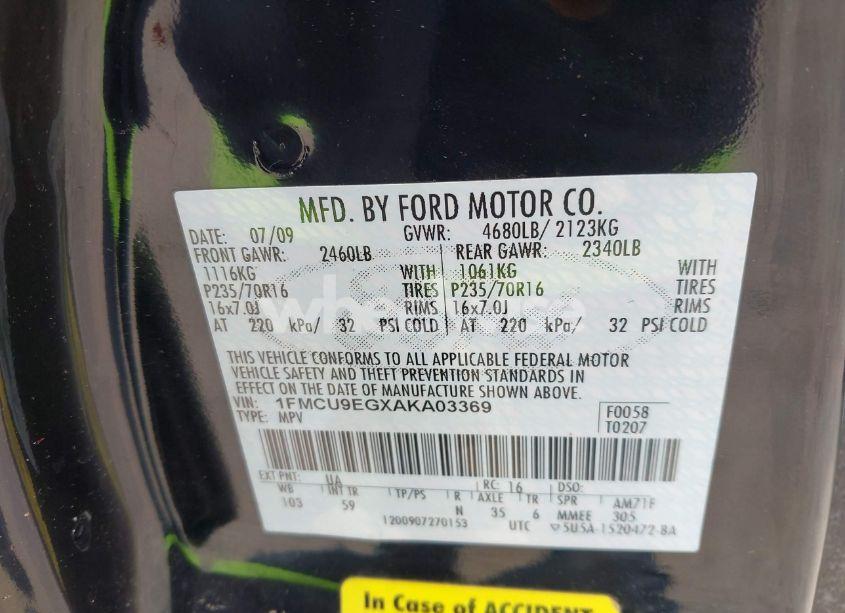 MFD. BY FORD MOTOR CO.
DATE: 07/09 GVWR: 4680LB/ 2123KG
FRONT GAWR: 2460LB REAR GAWR: 2340LB
1116KG WITH 1061KG WITH
P235/70R16 TIRES P235/70R16 TIRES
16x7.0J RIMS 16x7.0J RIMS
AT 220 kPa/ 32 PSI COLD AT 220 kPa/ 32 PSI COLD
THIS VEHICLE CONFORMS TO ALL APPLICABLE FEDERAL MOTOR
VEHICLE SAFETY AND THEFT PREVENTION STANDARDS IN
EFFECT ON THE DATE OF MANUFACTURE SHOWN ABOVE.
VIN: 1FMCU9EGXAKA03369 F0058
TYPE: MPV T0207
EXT PNT: UA RC: 16 DSO:
WB INT TR TP/PS R AXLE TR SPR AM71F
103 59 N 35 6 MMEE 305
1200907270153 UTC 5U5A-1520472-BA
In Case of ACCIDENT